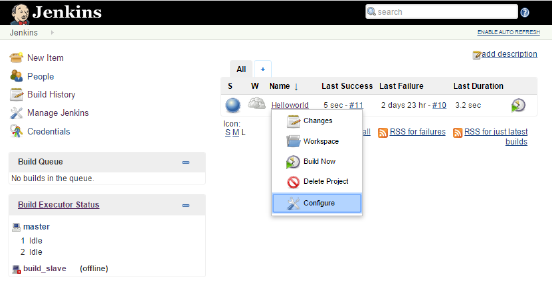 Jenkins
search
Jenkins
ENABLE AUTO REFRESH
New Item
People
Build History
Manage Jenkins
Credentials
Build Queue
No builds in the queue.
Build Executor Status
master
1 Idle
2 Idle
build_slave (offline)
add description
All +
S W Name ↓ Last Success Last Failure Last Duration
Helloworld 5 sec - #11 2 days 23 hr - #10 3.2 sec
Icon:
S M L
all RSS for failures RSS for just latest
builds
Changes
Workspace
Build Now
Delete Project
Configure